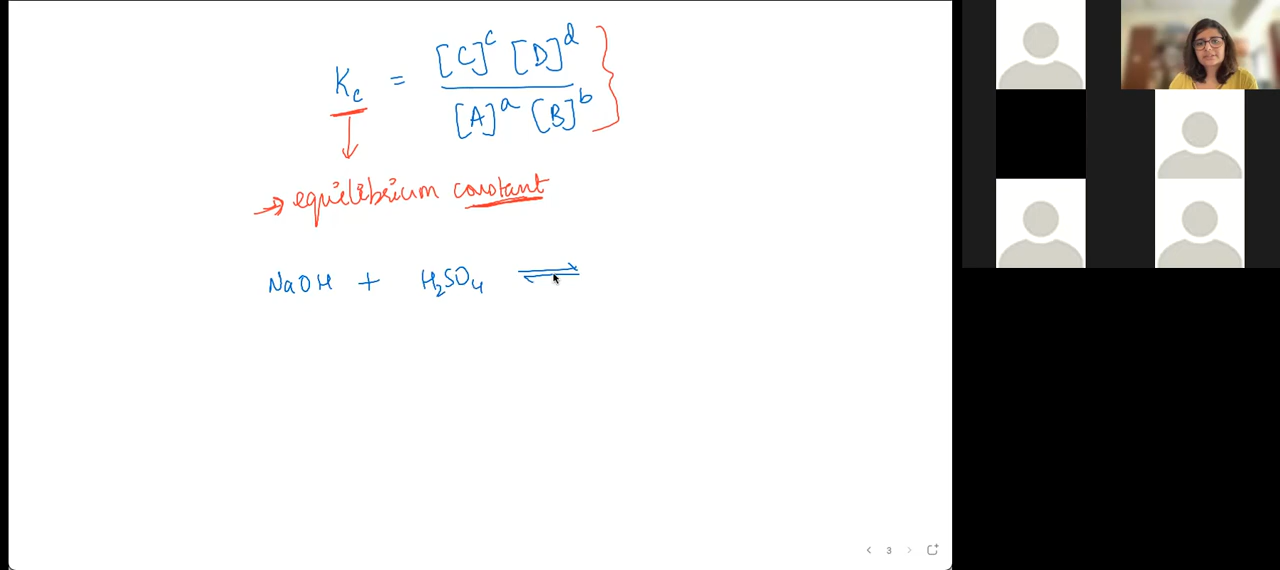 Kc = [C]^c [D]^d / [A]^a [B]^b
→ equilibrium constant
NaOH + H₂SO₄ ⇌
3